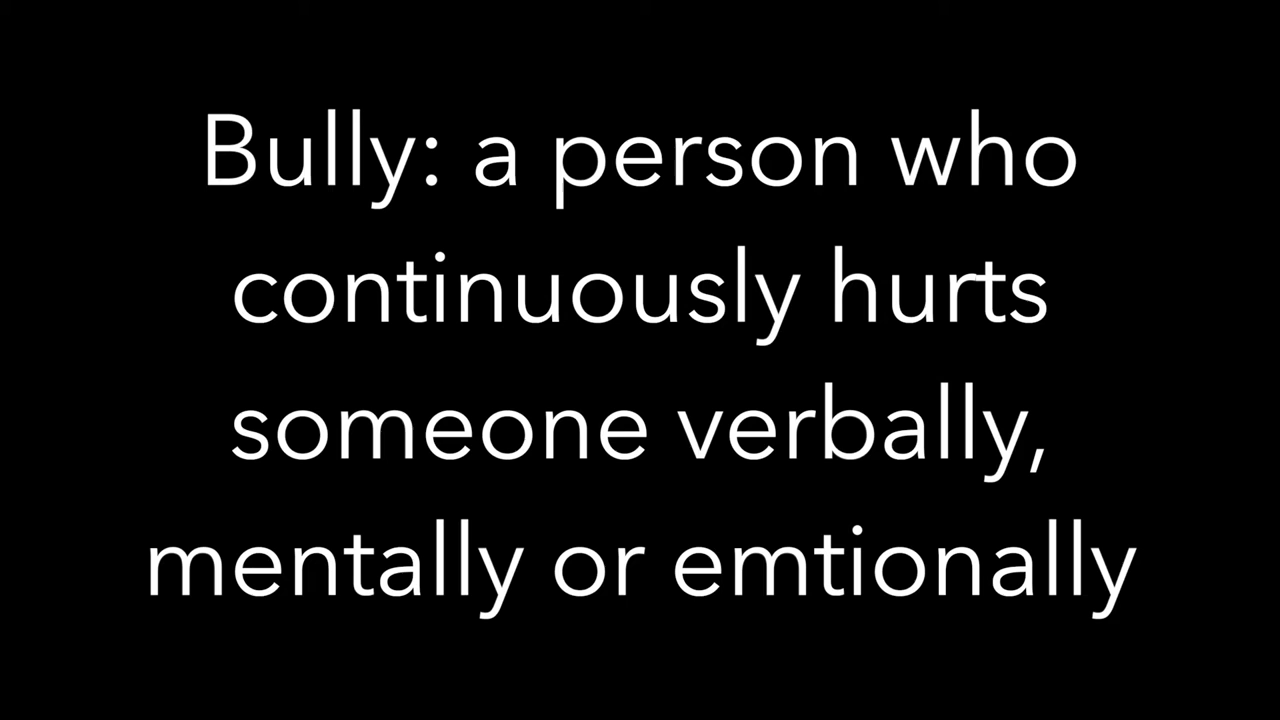 Bully: a person who
continuously hurts
someone verbally,
mentally or emtionally